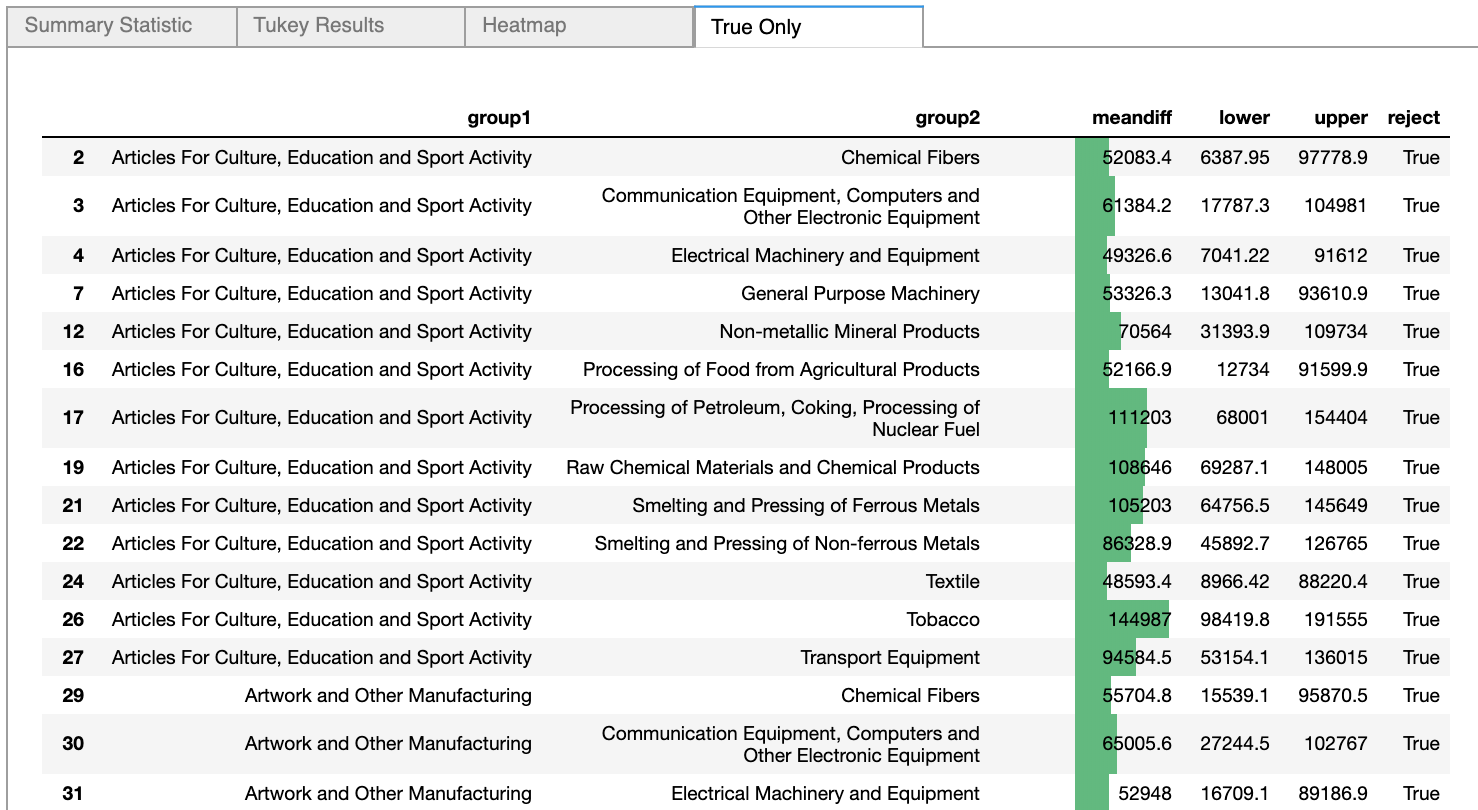 Summary Statistic Tukey Results Heatmap True Only
group1 group2 meandiff lower upper reject
2 Articles For Culture, Education and Sport Activity Chemical Fibers 52083.4 6387.95 97778.9 True
3 Articles For Culture, Education and Sport Activity Communication Equipment, Computers and Other Electronic Equipment 61384.2 17787.3 104981 True
4 Articles For Culture, Education and Sport Activity Electrical Machinery and Equipment 49326.6 7041.22 91612 True
7 Articles For Culture, Education and Sport Activity General Purpose Machinery 53326.3 13041.8 93610.9 True
12 Articles For Culture, Education and Sport Activity Non-metallic Mineral Products 70564 31393.9 109734 True
16 Articles For Culture, Education and Sport Activity Processing of Food from Agricultural Products 52166.9 12734 91599.9 True
17 Articles For Culture, Education and Sport Activity Processing of Petroleum, Coking, Processing of Nuclear Fuel 111203 68001 154404 True
19 Articles For Culture, Education and Sport Activity Raw Chemical Materials and Chemical Products 108646 69287.1 148005 True
21 Articles For Culture, Education and Sport Activity Smelting and Pressing of Ferrous Metals 105203 64756.5 145649 True
22 Articles For Culture, Education and Sport Activity Smelting and Pressing of Non-ferrous Metals 86328.9 45892.7 126765 True
24 Articles For Culture, Education and Sport Activity Textile 48593.4 8966.42 88220.4 True
26 Articles For Culture, Education and Sport Activity Tobacco 144987 98419.8 191555 True
27 Articles For Culture, Education and Sport Activity Transport Equipment 94584.5 53154.1 136015 True
29 Artwork and Other Manufacturing Chemical Fibers 55704.8 15539.1 95870.5 True
30 Artwork and Other Manufacturing Communication Equipment, Computers and Other Electronic Equipment 65005.6 27244.5 102767 True
31 Artwork and Other Manufacturing Electrical Machinery and Equipment 52948 16709.1 89186.9 True